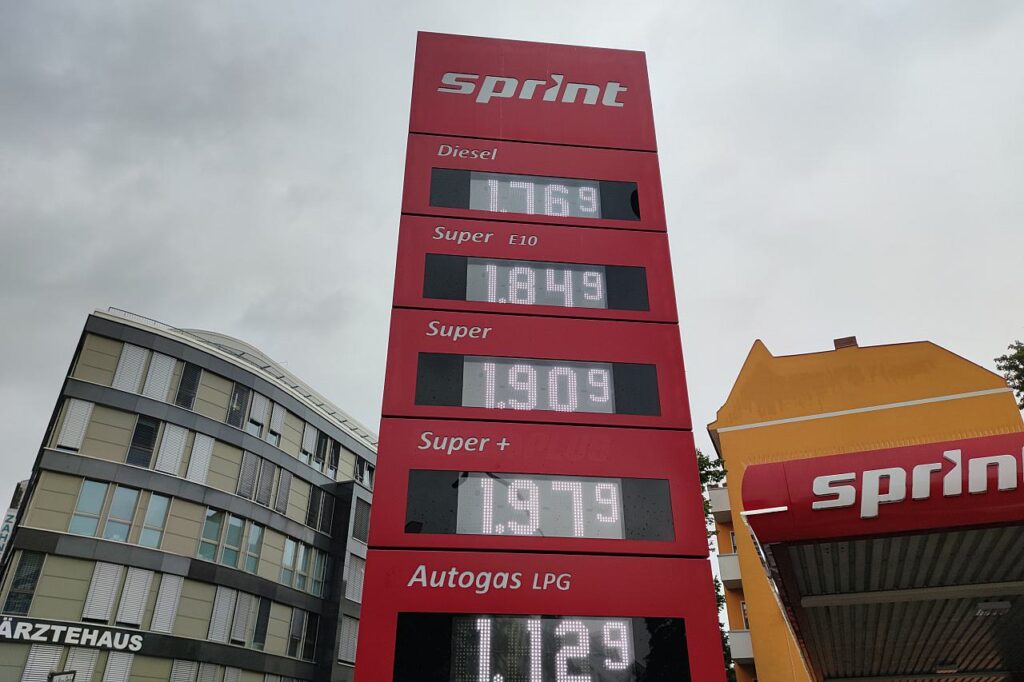 sprint
Diesel
1.769
Super E10
1.849
Super
1.909
Super +
1.979
Autogas LPG
1.129
sprint
ÄRZTEHAUS